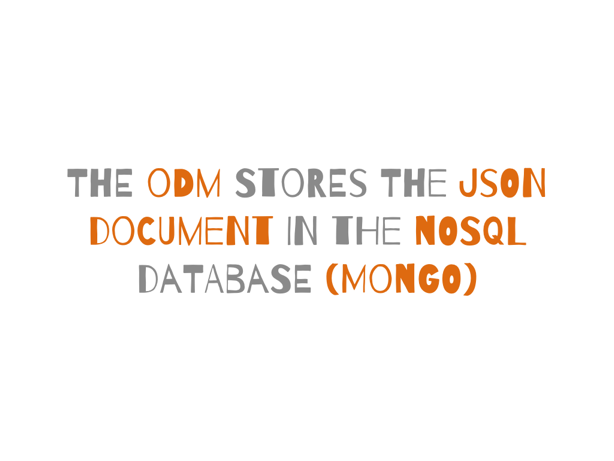 THE ODM STORES THE JSON
DOCUMENT IN THE NOSQL
DATABASE (MONGO)